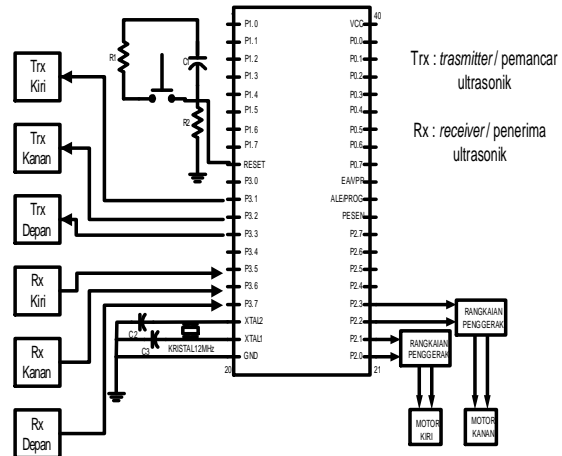 Trx
Kiri
Trx
Kanan
Trx
Depan
Rx
Kiri
Rx
Kanan
Rx
Depan
R1
C1
R2
C2
C3
KRISTAL12MHz
20
P1.0
P1.1
P1.2
P1.3
P1.4
P1.5
P1.6
P1.7
RESET
P3.0
P3.1
P3.2
P3.3
P3.4
P3.5
P3.6
P3.7
XTAL2
XTAL1
GND
40
VCC
P0.0
P0.1
P0.2
P0.3
P0.4
P0.5
P0.6
P0.7
EA/VPR
ALE/PROG
PESEN
P2.7
P2.6
P2.5
P2.4
P2.3
P2.2
P2.1
P2.0
21
RANGKAIAN
PENGGERAK
RANGKAIAN
PENGGERAK
MOTOR
KIRI
MOTOR
KANAN
Trx : trasmitter / pemancar
ultrasonik
Rx : receiver / penerima
ultrasonik